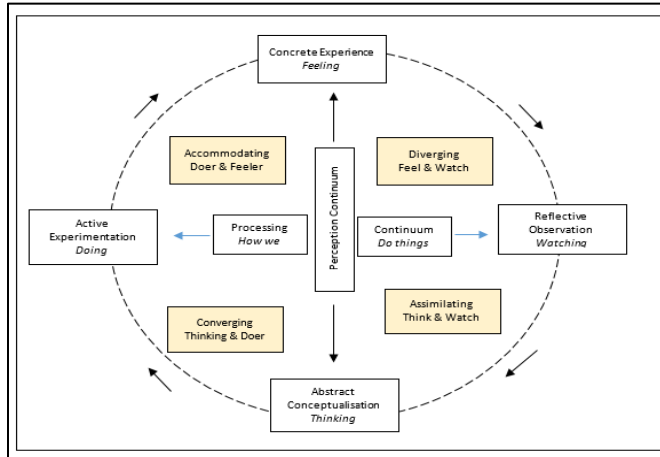 Concrete Experience
Feeling
Accommodating
Doer & Feeler
Diverging
Feel & Watch
Perception Continuum
Active
Experimentation
Doing
Processing
How we
Continuum
Do things
Reflective
Observation
Watching
Converging
Thinking & Doer
Assimilating
Think & Watch
Abstract
Conceptualisation
Thinking